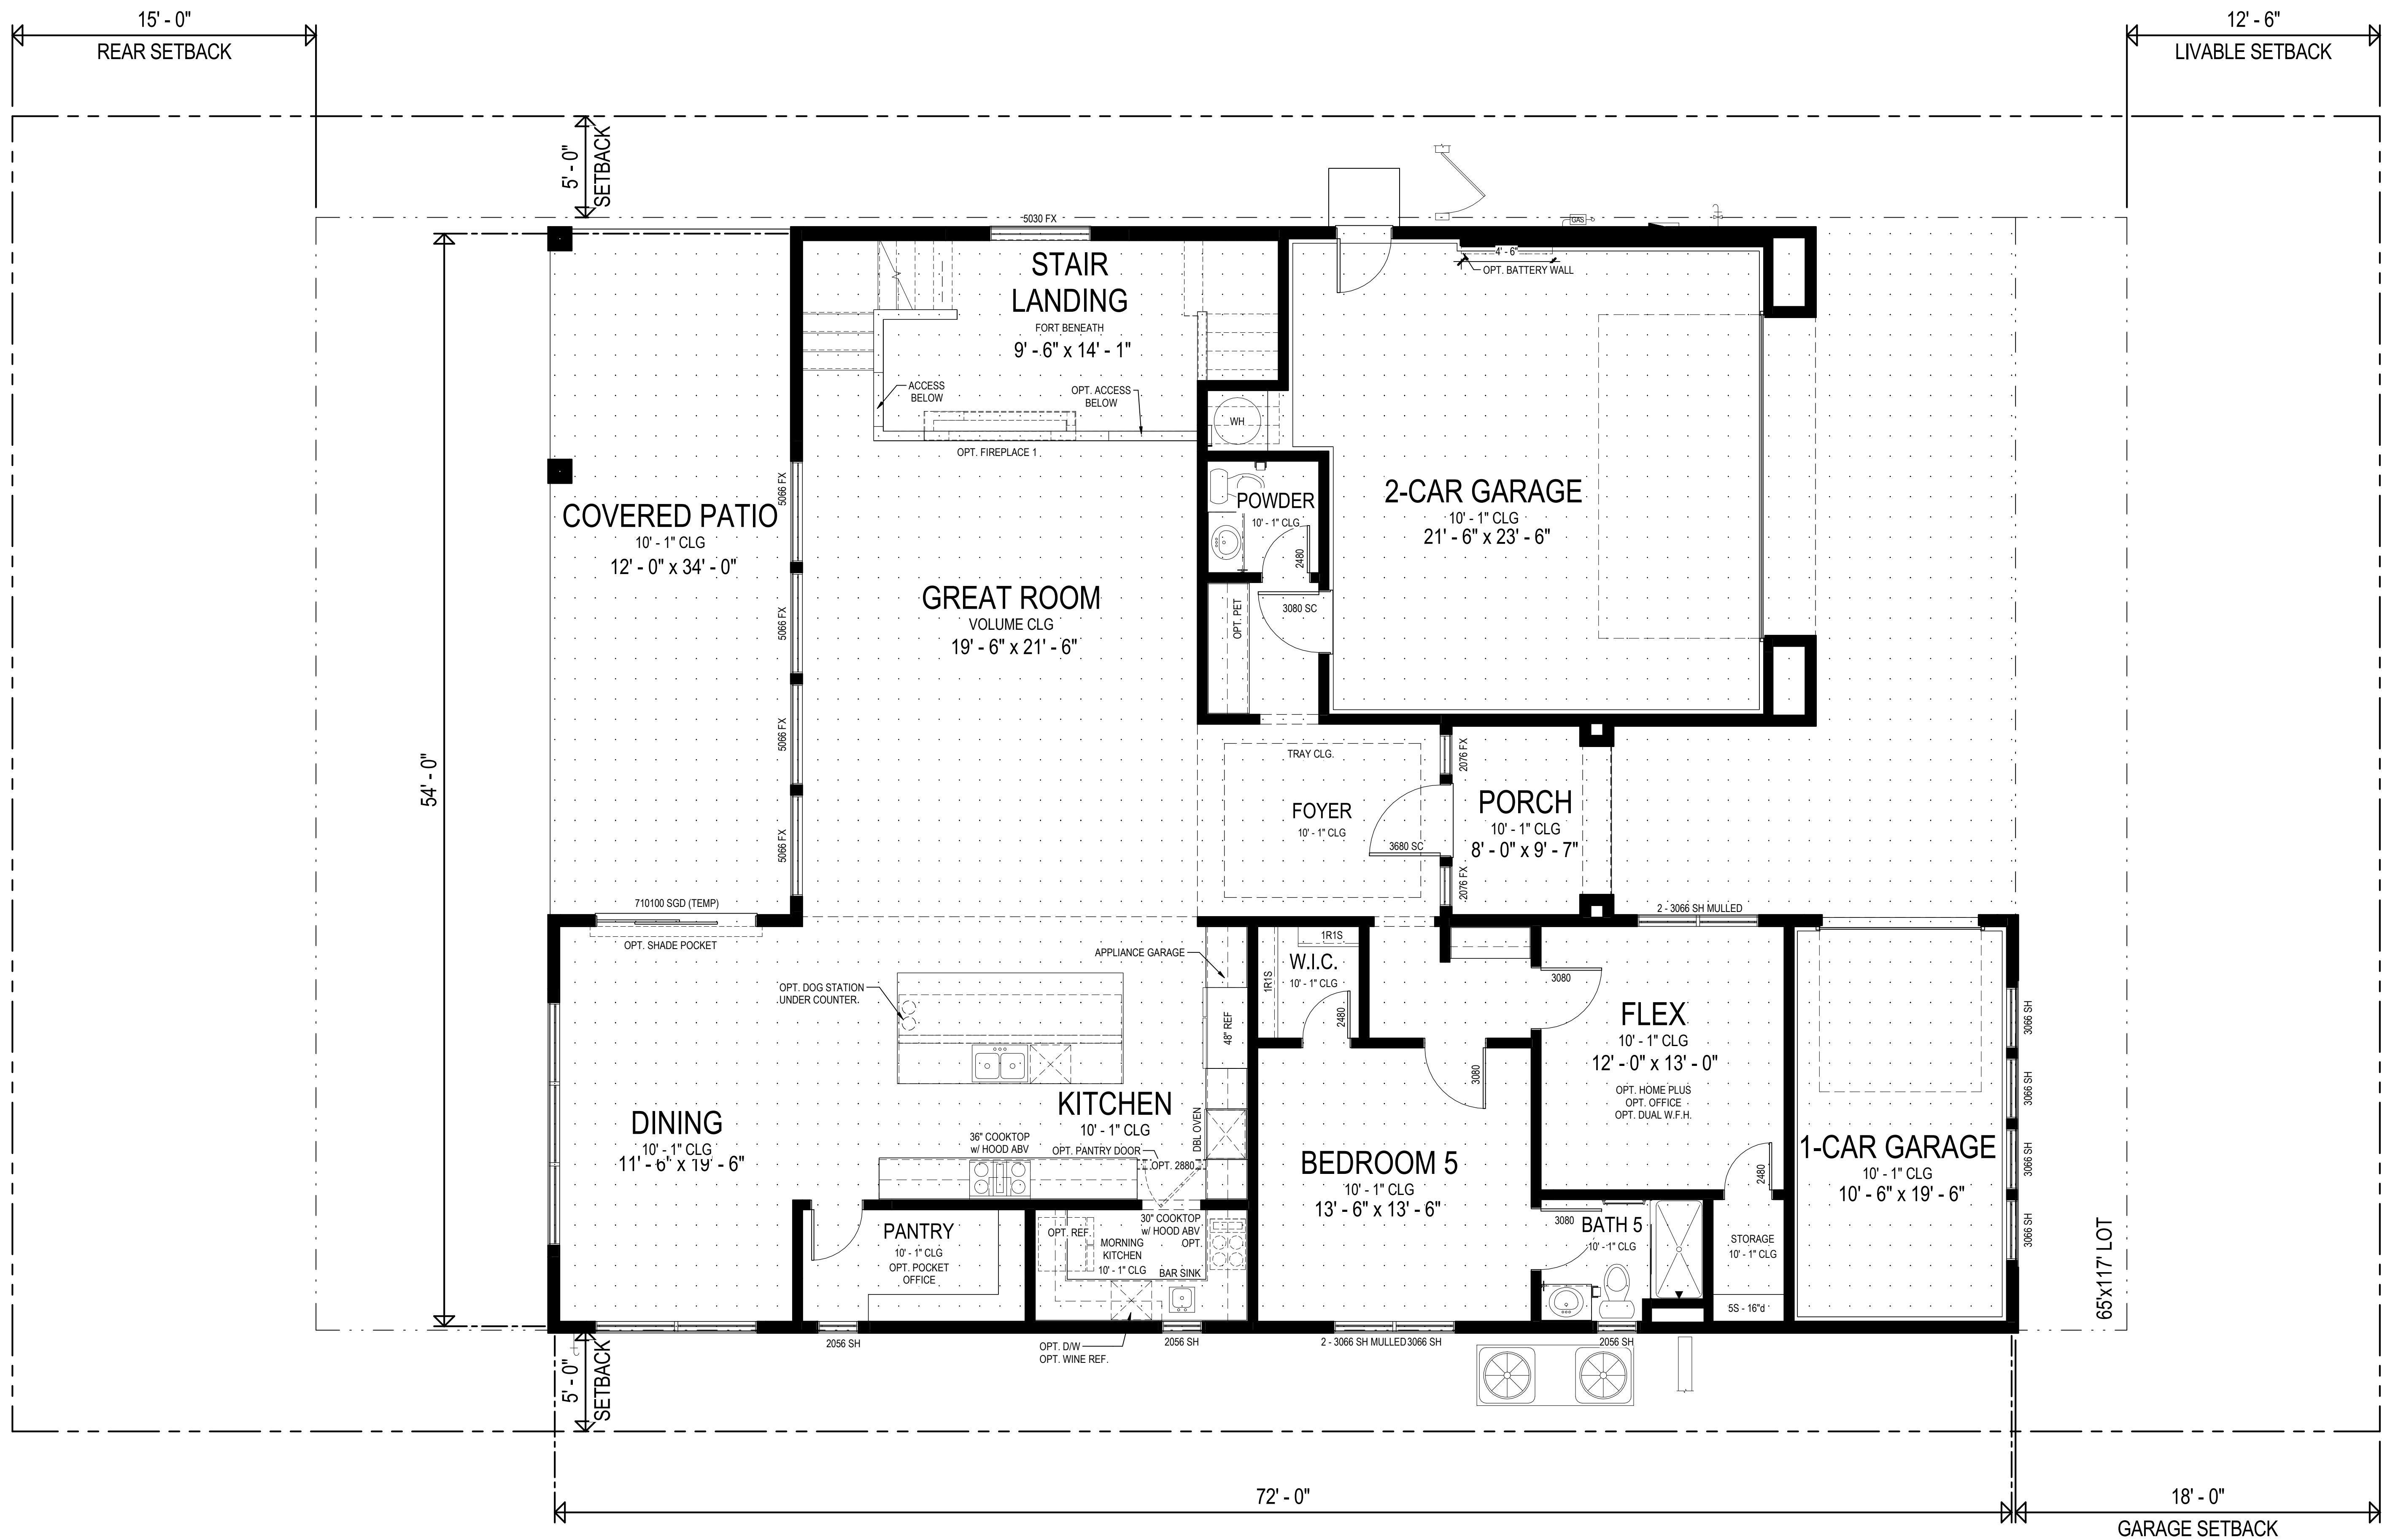 15' - 0"
REAR SETBACK
12' - 6"
LIVABLE SETBACK
5' - 0"
SETBACK
5030 FX
GAS
STAIR
LANDING
FORT BENEATH
9' - 6" x 14' - 1"
4' - 6"
OPT. BATTERY WALL
ACCESS
BELOW
OPT. ACCESS
BELOW
WH
OPT. FIREPLACE 1
5066 FX
COVERED PATIO
10' - 1" CLG
12' - 0" x 34' - 0"
POWDER
10' - 1" CLG
2480
2-CAR GARAGE
10' - 1" CLG
21' - 6" x 23' - 6"
GREAT ROOM
VOLUME CLG
19' - 6" x 21' - 6"
5066 FX
OPT. PET
3080 SC
54' - 0"
5066 FX
TRAY CLG.
2076 FX
FOYER
10' - 1" CLG
PORCH
10' - 1" CLG
8' - 0" x 9' - 7"
5066 FX
3680 SC
2076 FX
710100 SGD (TEMP)
2 - 3066 SH MULLED
OPT. SHADE POCKET
APPLIANCE GARAGE
1R1S
W.I.C.
10' - 1" CLG
1R1S
2480
3080
OPT. DOG STATION
UNDER COUNTER
48" REF
FLEX
10' - 1" CLG
12' - 0" x 13' - 0"
OPT. HOME PLUS
OPT. OFFICE
OPT. DUAL W.F.H.
3066 SH
3066 SH
3080
DINING
10' - 1" CLG
11' - 6" x 19' - 6"
KITCHEN
10' - 1" CLG
DBL OVEN
36" COOKTOP
w/ HOOD ABV
OPT. PANTRY DOOR
OPT. 2880
BEDROOM 5
10' - 1" CLG
13' - 6" x 13' - 6"
2480
1-CAR GARAGE
10' - 1" CLG
10' - 6" x 19' - 6"
3066 SH
3066 SH
PANTRY
10' - 1" CLG
OPT. POCKET
OFFICE
OPT. REF.
30" COOKTOP
w/ HOOD ABV
OPT.
MORNING
KITCHEN
10' - 1" CLG
BAR SINK
3080
BATH 5
10' - 1" CLG
STORAGE
10' - 1" CLG
5S - 16"d
65'x117' LOT
2056 SH
OPT. D/W
OPT. WINE REF.
2056 SH
2 - 3066 SH MULLED
3066 SH
2056 SH
5' - 0"
SETBACK
72' - 0"
18' - 0"
GARAGE SETBACK